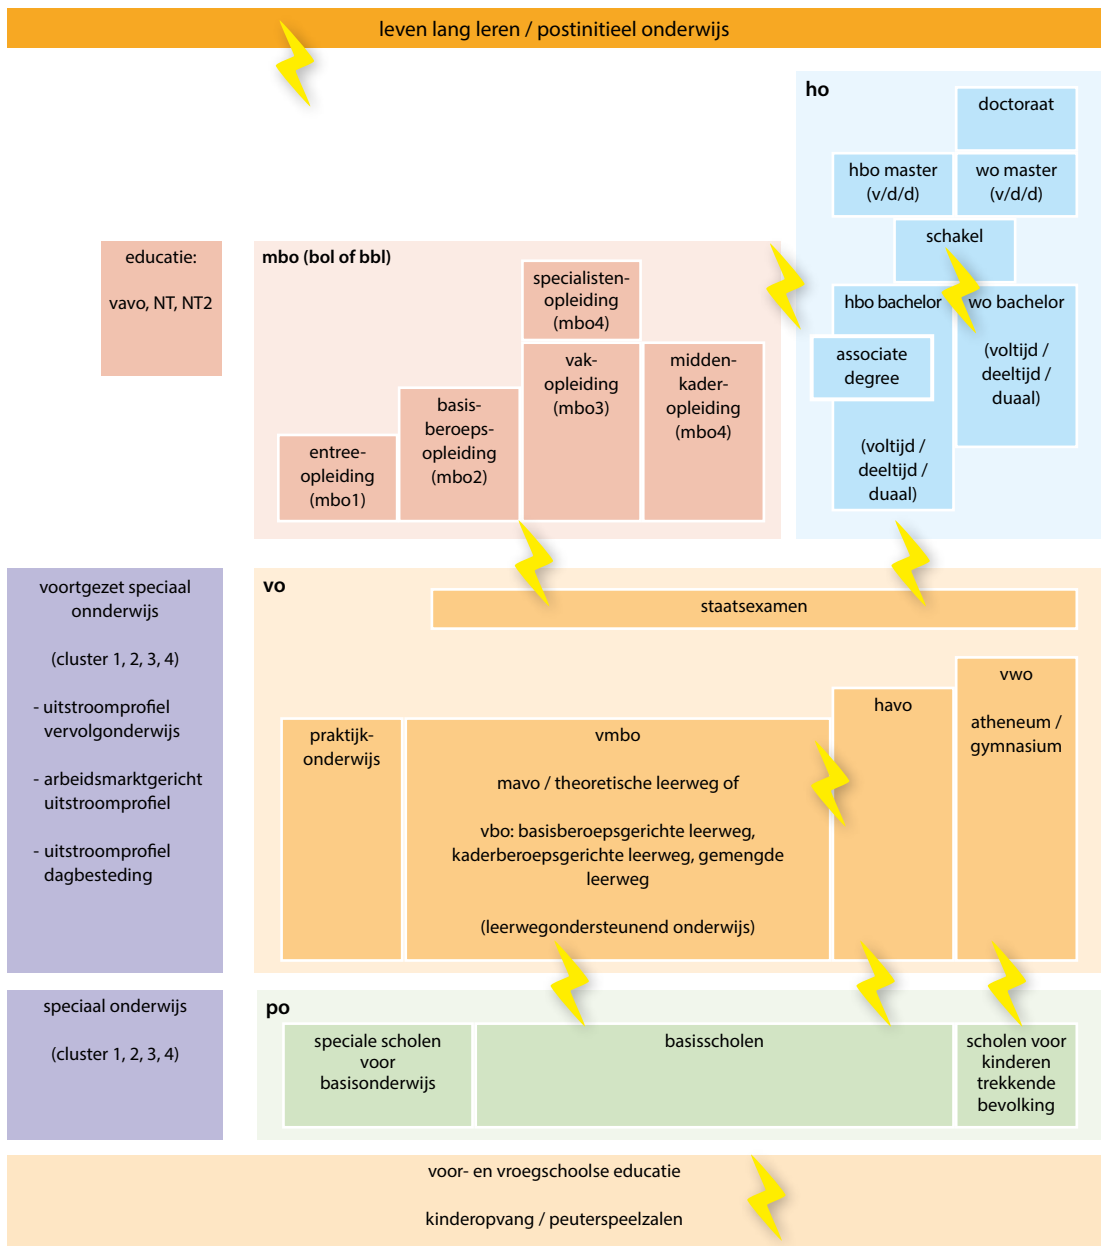 leven lang leren / postinitieel onderwijs
ho
doctoraat
hbo master
(v/d/d)
wo master
(v/d/d)
schakel
hbo bachelor
wo bachelor
(voltijd /
deeltijd /
duaal)
associate
degree
(voltijd /
deeltijd /
duaal)
educatie:
vavo, NT, NT2
mbo (bol of bbl)
specialisten-
opleiding
(mbo4)
vak-
opleiding
(mbo3)
midden-
kader-
opleiding
(mbo4)
basis-
beroeps-
opleiding
(mbo2)
entree-
opleiding
(mbo1)
voortgezet speciaal
onnderwijs
(cluster 1, 2, 3, 4)
- uitstroomprofiel
vervolgonderwijs
- arbeidsmarktgericht
uitstroomprofiel
- uitstroomprofiel
dagbesteding
vo
staatsexamen
vwo
atheneum /
gymnasium
havo
praktijk-
onderwijs
vmbo
mavo / theoretische leerweg of
vbo: basisberoepsgerichte leerweg,
kaderberoepsgerichte leerweg, gemengde
leerweg
(leerwegondersteunend onderwijs)
speciaal onderwijs
(cluster 1, 2, 3, 4)
po
speciale scholen
voor
basisonderwijs
basisscholen
scholen voor
kinderen
trekkende
bevolking
voor- en vroegschoolse educatie
kinderopvang / peuterspeelzalen